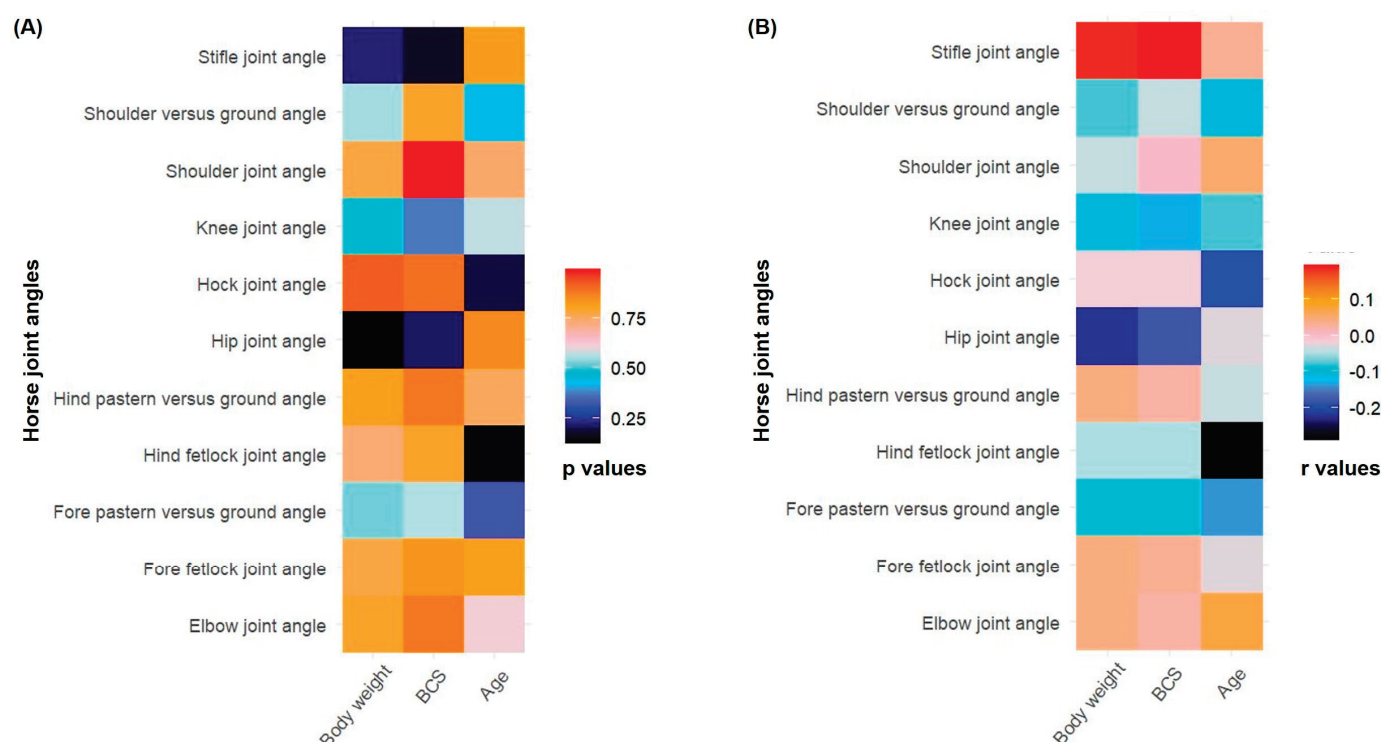 (A)
Horse joint angles
Stifle joint angle
Shoulder versus ground angle
Shoulder joint angle
Knee joint angle
Hock joint angle
Hip joint angle
Hind pastern versus ground angle
Hind fetlock joint angle
Fore pastern versus ground angle
Fore fetlock joint angle
Elbow joint angle
Body weight
BCS
Age
0.75
0.50
0.25
p values
(B)
Horse joint angles
Stifle joint angle
Shoulder versus ground angle
Shoulder joint angle
Knee joint angle
Hock joint angle
Hip joint angle
Hind pastern versus ground angle
Hind fetlock joint angle
Fore pastern versus ground angle
Fore fetlock joint angle
Elbow joint angle
Body weight
BCS
Age
0.1
0.0
-0.1
-0.2
r values